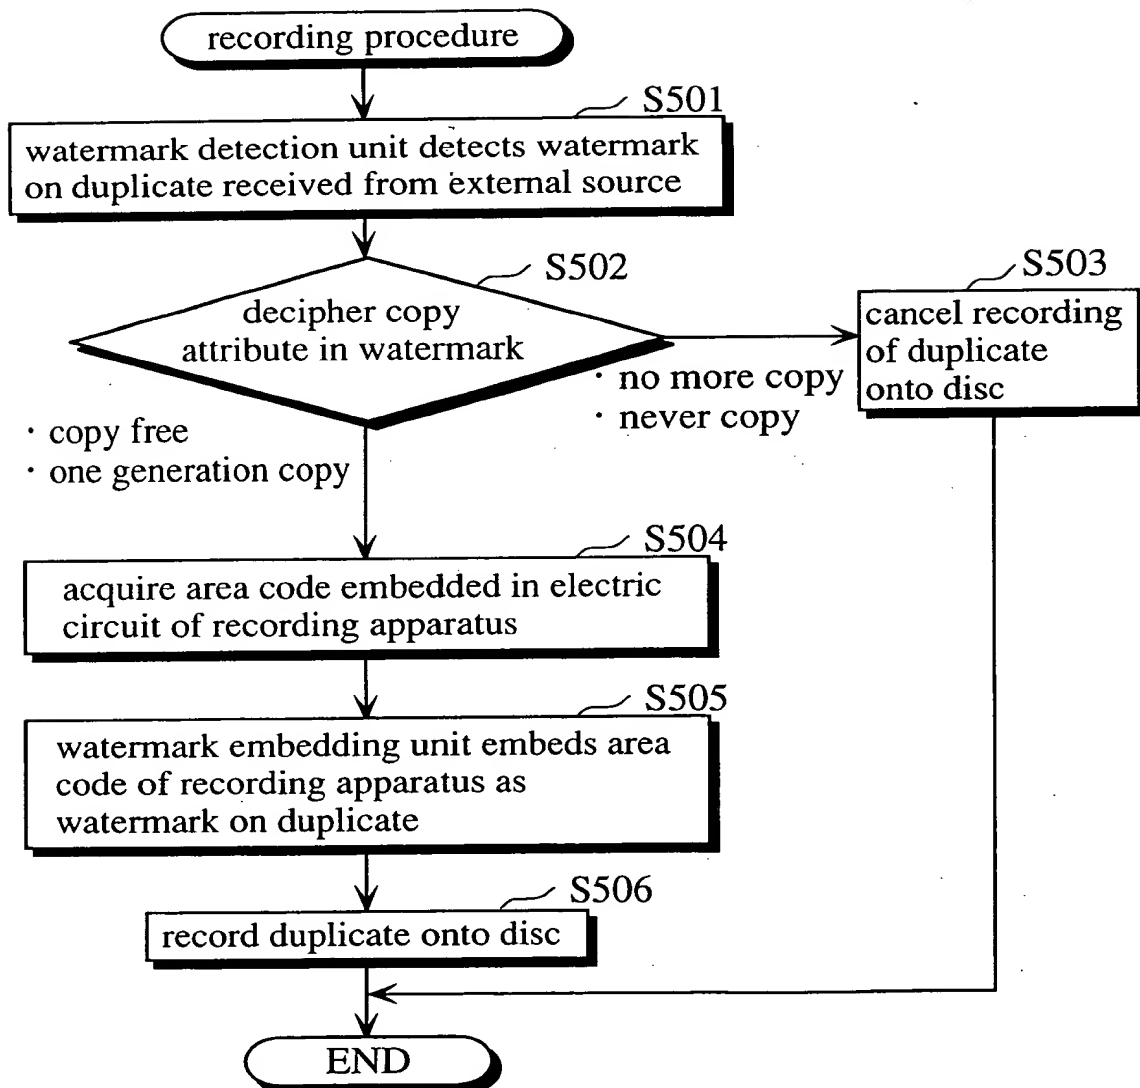 recording procedure
S501
watermark detection unit detects watermark
on duplicate received from external source
S502
decipher copy
attribute in watermark
S503
cancel recording
of duplicate
onto disc
· no more copy
· never copy
· copy free
· one generation copy
S504
acquire area code embedded in electric
circuit of recording apparatus
S505
watermark embedding unit embeds area
code of recording apparatus as
watermark on duplicate
S506
record duplicate onto disc
END